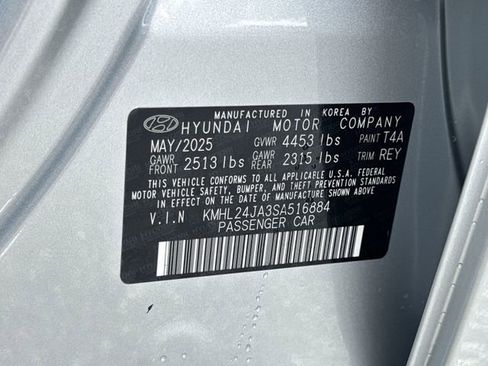 MANUFACTURED IN KOREA BY
HYUNDAI MOTOR COMPANY
MAY/2025 GVWR 4453 lbs PAINT T4A
GAWR FRONT 2513 lbs GAWR REAR 2315 lbs TRIM REY
THIS VEHICLE CONFORMS TO ALL APPLICABLE U.S.A. FEDERAL
MOTOR VEHICLE SAFETY, BUMPER, AND THEFT PREVENTION STANDARDS
IN EFFECT ON THE DATE OF MANUFACTURE SHOWN ABOVE.
V.I.N KMHL24JA3SA516884
PASSENGER CAR